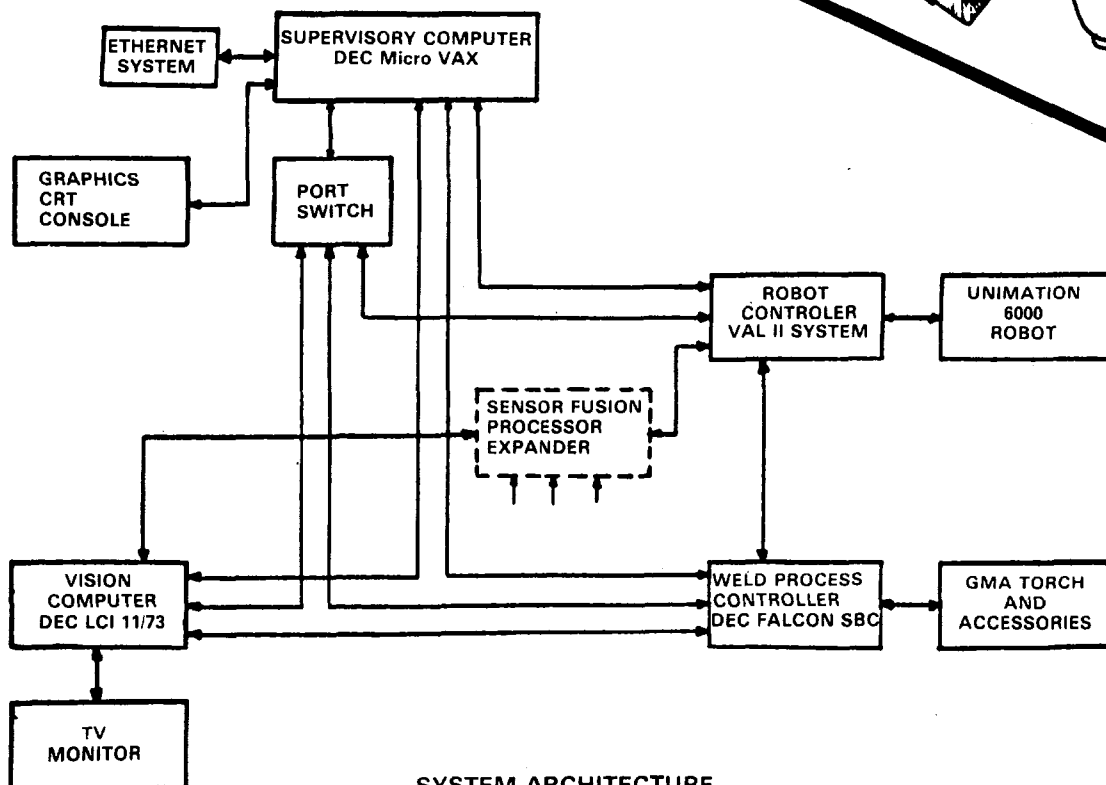 ETHERNET
SYSTEM
SUPERVISORY COMPUTER
DEC Micro VAX
GRAPHICS
CRT
CONSOLE
PORT
SWITCH
ROBOT
CONTROLER
VAL II SYSTEM
UNIMATION
6000
ROBOT
SENSOR FUSION
PROCESSOR
EXPANDER
VISION
COMPUTER
DEC LCI 11/73
WELD PROCESS
CONTROLLER
DEC FALCON SBC
GMA TORCH
AND
ACCESSORIES
TV
MONITOR
SYSTEM ARCHITECTURE